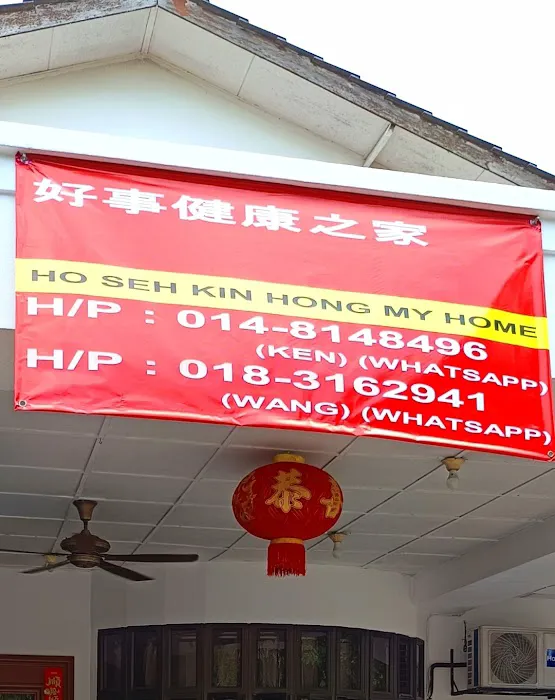 好事健康之家
HO SEH KIN HONG MY HOME
H/P : 014-8148496
(KEN) (WHATSAPP)
H/P : 018-3162941
(WANG) (WHATSAPP)
恭